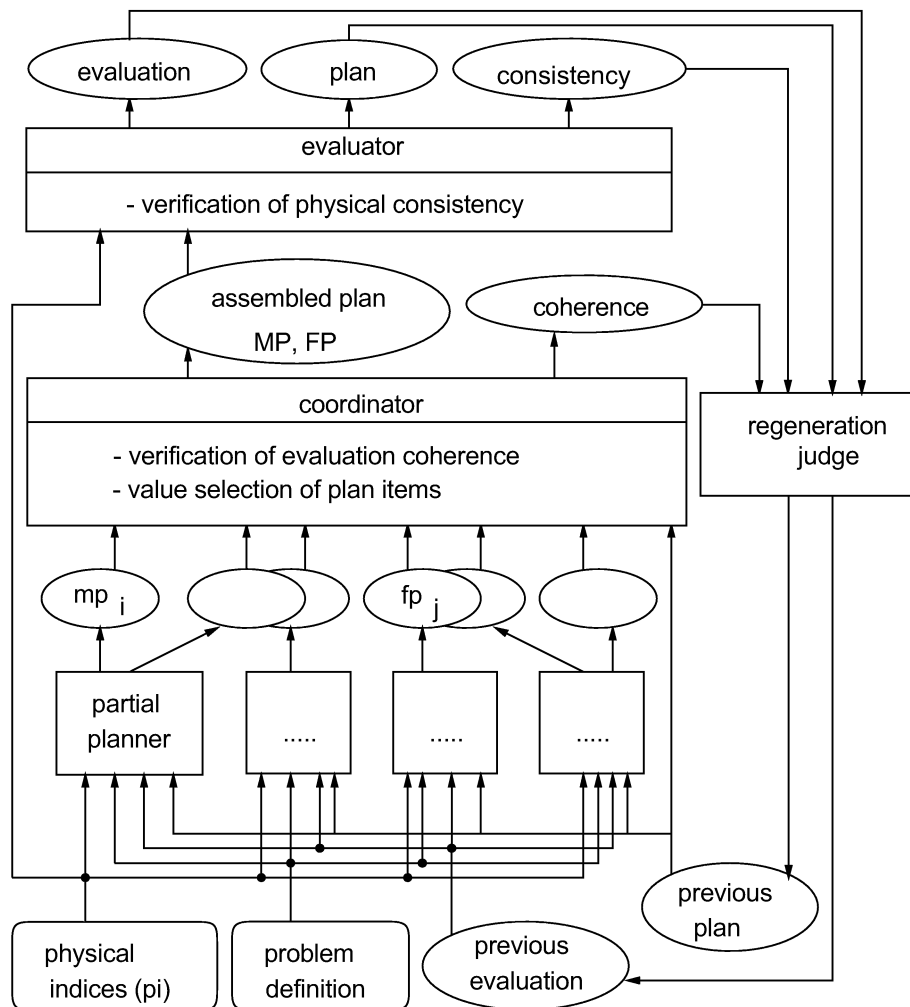 evaluation
plan
consistency
evaluator
- verification of physical consistency
assembled plan
MP, FP
coherence
coordinator
- verification of evaluation coherence
- value selection of plan items
regeneration
judge
mp i
fp j
partial
planner
.....
.....
.....
previous
plan
physical
indices (pi)
problem
definition
previous
evaluation